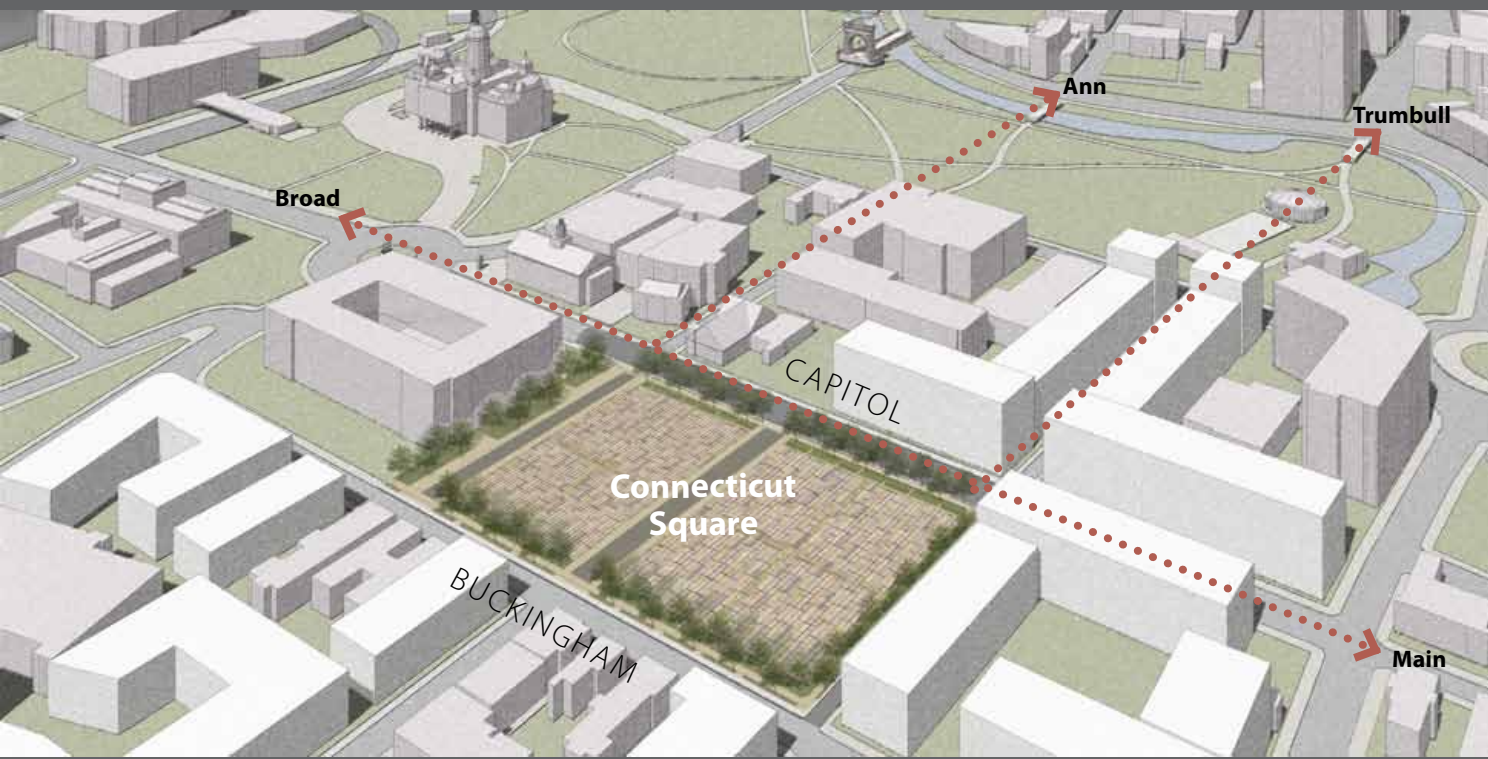 Ann
Trumbull
Broad
CAPITOL
Connecticut
Square
BUCKINGHAM
Main